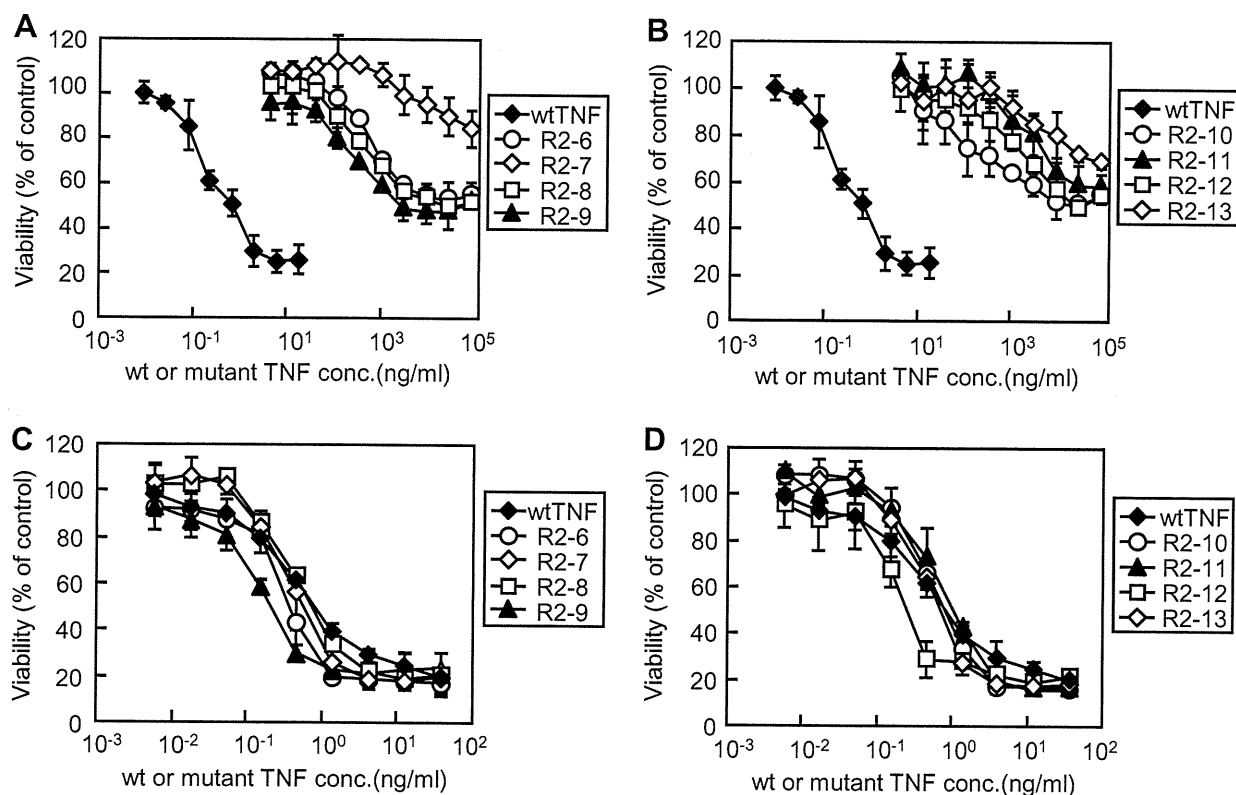 A
Viability (% of control)
120
100
80
60
40
20
0
10-3
10-1
101
103
105
wt or mutant TNF conc.(ng/ml)
wtTNF
R2-6
R2-7
R2-8
R2-9
B
Viability (% of control)
120
100
80
60
40
20
0
10-3
10-1
101
103
105
wt or mutant TNF conc.(ng/ml)
wtTNF
R2-10
R2-11
R2-12
R2-13
C
Viability (% of control)
120
100
80
60
40
20
0
10-3
10-2
10-1
100
101
102
wt or mutant TNF conc.(ng/ml)
wtTNF
R2-6
R2-7
R2-8
R2-9
D
Viability (% of control)
120
100
80
60
40
20
0
10-3
10-2
10-1
100
101
102
wt or mutant TNF conc.(ng/ml)
wtTNF
R2-10
R2-11
R2-12
R2-13